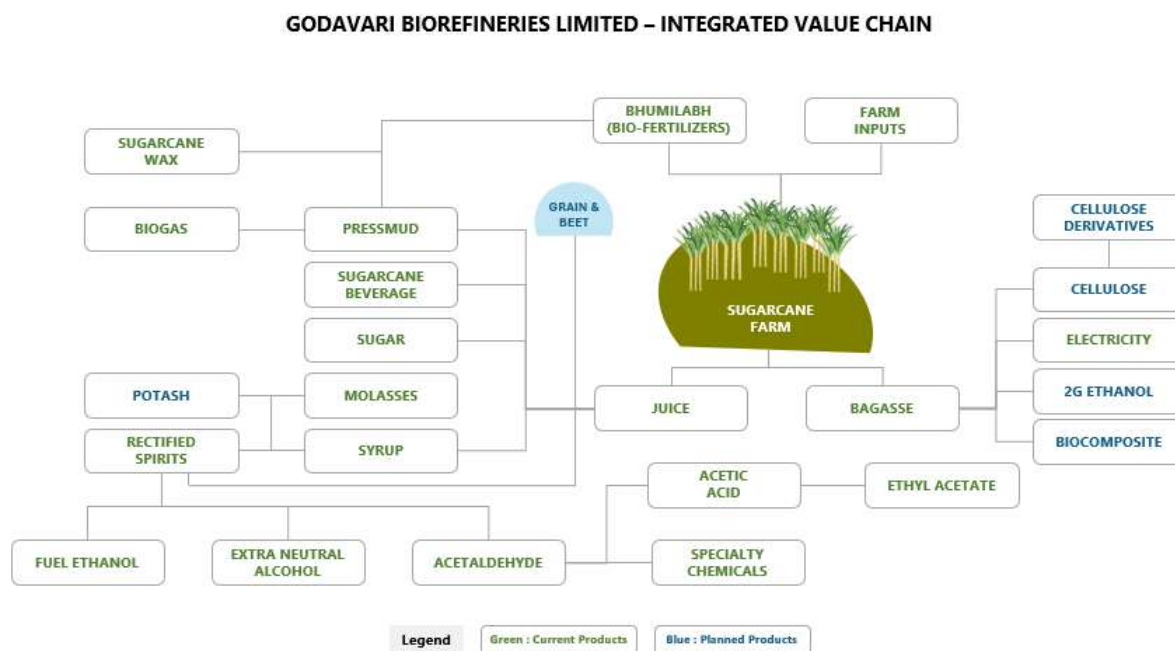 GODAVARI BIOREFINERIES LIMITED – INTEGRATED VALUE CHAIN
BHUMILABH
(BIO-FERTILIZERS)
FARM
INPUTS
SUGARCANE
WAX
GRAIN &
BEET
CELLULOSE
DERIVATIVES
BIOGAS
PRESSMUD
SUGARCANE
BEVERAGE
CELLULOSE
SUGARCANE
FARM
SUGAR
ELECTRICITY
POTASH
MOLASSES
JUICE
BAGASSE
2G ETHANOL
RECTIFIED
SPIRITS
SYRUP
BIOCOMPOSITE
ACETIC
ACID
ETHYL ACETATE
FUEL ETHANOL
EXTRA NEUTRAL
ALCOHOL
ACETALDEHYDE
SPECIALTY
CHEMICALS
Legend
Green : Current Products
Blue : Planned Products